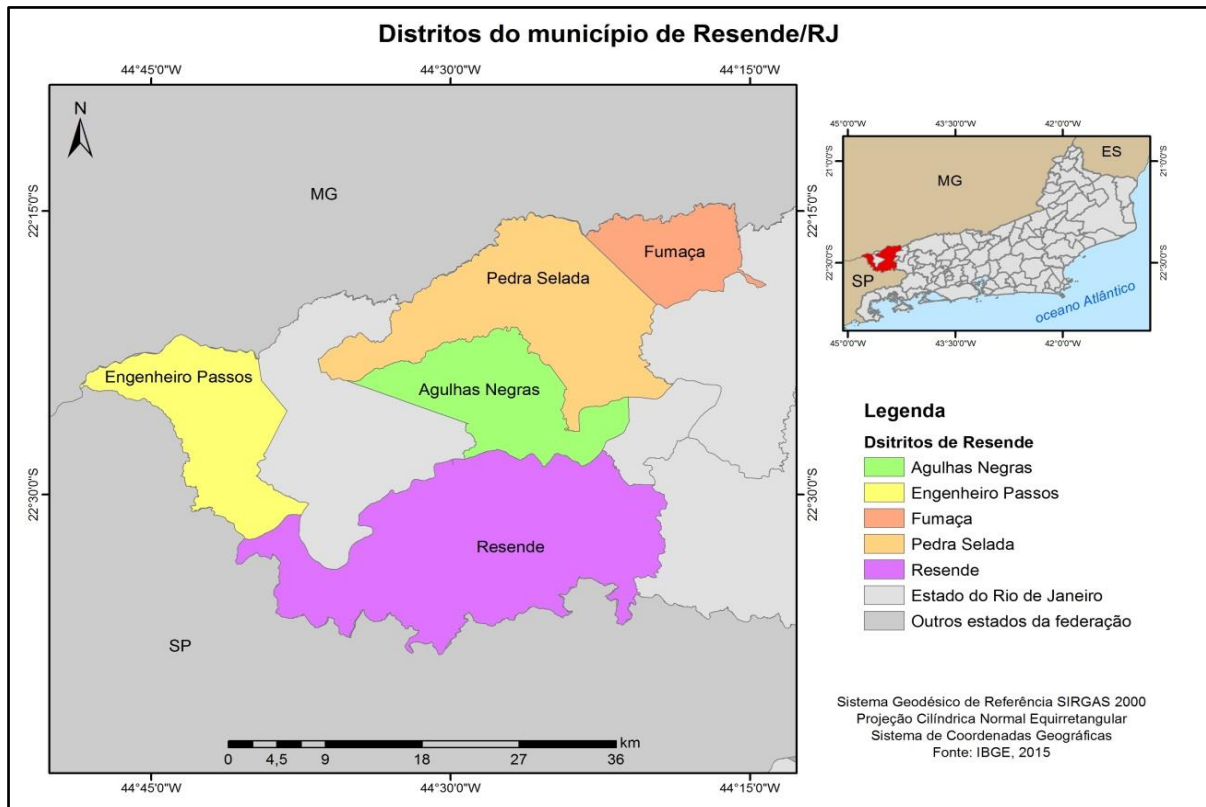 Distritos do município de Resende/RJ
44°45'0"W 44°30'0"W 44°15'0"W
N
MG
22°15'0"S
22°15'0"S
Fumaça
Pedra Selada
Engenheiro Passos
Agulhas Negras
22°30'0"S
22°30'0"S
Resende
SP
km
0 4,5 9 18 27 36
44°45'0"W 44°30'0"W 44°15'0"W
45°0'0"W 43°30'0"W 42°0'0"W
21°0'0"S
21°0'0"S
ES
MG
22°30'0"S
22°30'0"S
SP
oceano Atlântico
45°0'0"W 43°30'0"W 42°0'0"W
Legenda
Dsitritos de Resende
Agulhas Negras
Engenheiro Passos
Fumaça
Pedra Selada
Resende
Estado do Rio de Janeiro
Outros estados da federação
Sistema Geodésico de Referência SIRGAS 2000
Projeção Cilíndrica Normal Equirretangular
Sistema de Coordenadas Geográficas
Fonte: IBGE, 2015